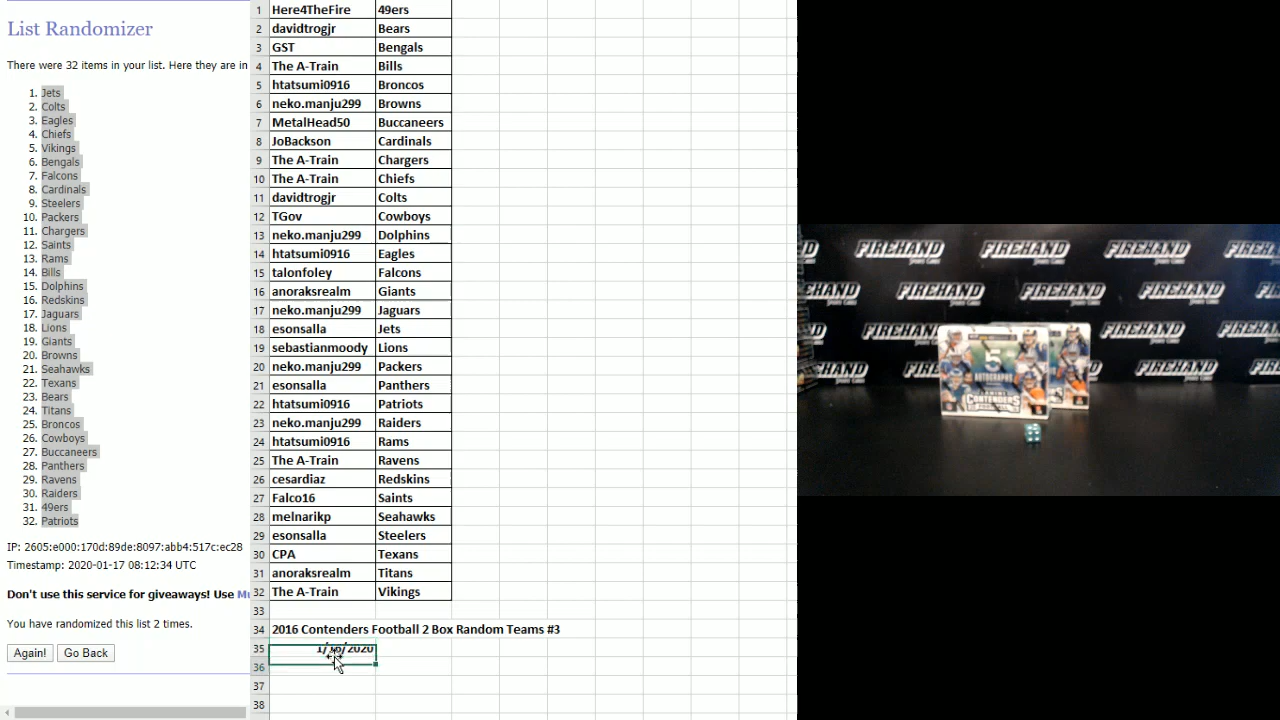 List Randomizer
There were 32 items in your list. Here they are in
1. Jets
2. Colts
3. Eagles
4. Chiefs
5. Vikings
6. Bengals
7. Falcons
8. Cardinals
9. Steelers
10. Packers
11. Chargers
12. Saints
13. Rams
14. Bills
15. Dolphins
16. Redskins
17. Jaguars
18. Lions
19. Giants
20. Browns
21. Seahawks
22. Texans
23. Bears
24. Titans
25. Broncos
26. Cowboys
27. Buccaneers
28. Panthers
29. Ravens
30. Raiders
31. 49ers
32. Patriots
IP: 2605:e000:170d:89de:8097:abb4:517c:ec28
Timestamp: 2020-01-17 08:12:34 UTC
Don't use this service for giveaways! Use
You have randomized this list 2 times.
Again! Go Back
1 Here4TheFire 49ers
2 davidtrogjr Bears
3 GST Bengals
4 The A-Train Bills
5 htatsumi0916 Broncos
6 neko.manju299 Browns
7 MetalHead50 Buccaneers
8 JoBackson Cardinals
9 The A-Train Chargers
10 The A-Train Chiefs
11 davidtrogjr Colts
12 TGov Cowboys
13 neko.manju299 Dolphins
14 htatsumi0916 Eagles
15 talonfoley Falcons
16 anoraksrealm Giants
17 neko.manju299 Jaguars
18 esonsalla Jets
19 sebastianmoody Lions
20 neko.manju299 Packers
21 esonsalla Panthers
22 htatsumi0916 Patriots
23 neko.manju299 Raiders
24 htatsumi0916 Rams
25 The A-Train Ravens
26 cesardiaz Redskins
27 Falco16 Saints
28 melnarikp Seahawks
29 esonsalla Steelers
30 CPA Texans
31 anoraksrealm Titans
32 The A-Train Vikings
33
34 2016 Contenders Football 2 Box Random Teams #3
35
36
37
38
FIREHAND FIREHAND FIREHAND FIREHAND
FIREHAND FIREHAND FIREHAND
FIREHAND FIREHAND FIREHAND
5
AUTOGRAPHS
CONTENDERS